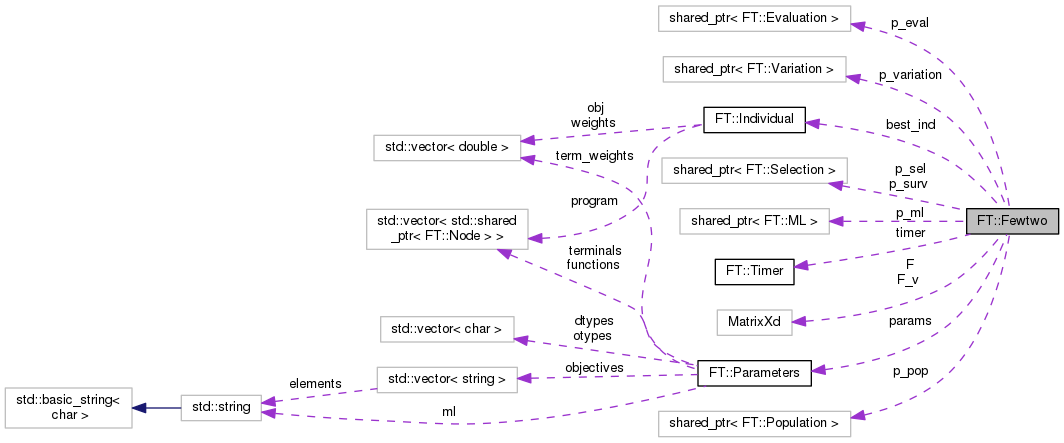 shared_ptr< FT::Evaluation >
p_eval
shared_ptr< FT::Variation >
p_variation
obj
weights
FT::Individual
best_ind
std::vector< double >
term_weights
shared_ptr< FT::Selection >
p_sel
p_surv
program
std::vector< std::shared
_ptr< FT::Node > >
shared_ptr< FT::ML >
p_ml
FT::Fewtwo
timer
terminals
functions
FT::Timer
F
F_v
MatrixXd
params
std::vector< char >
dtypes
otypes
objectives
FT::Parameters
p_pop
elements
std::vector< string >
std::basic_string<
char >
std::string
ml
shared_ptr< FT::Population >